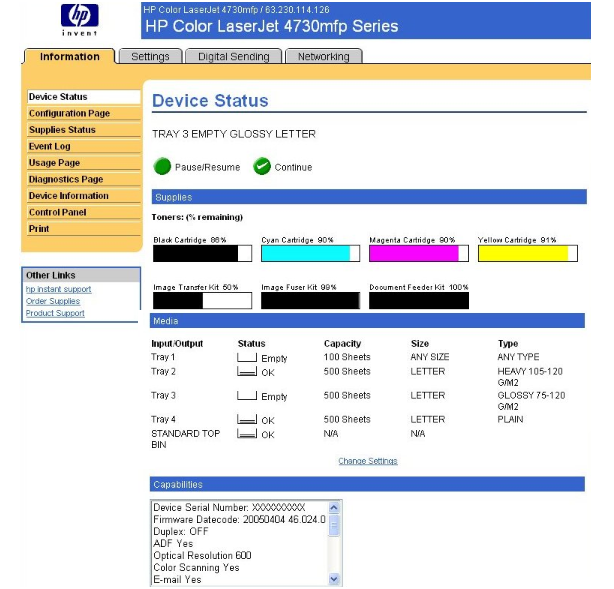 hp
invent
HP Color LaserJet 4730mfp / 63.230.114.126
HP Color LaserJet 4730mfp Series
Information Settings Digital Sending Networking
Device Status
Configuration Page
Supplies Status
Event Log
Usage Page
Diagnostics Page
Device Information
Control Panel
Print
Other Links
hp instant support
Order Supplies
Product Support
Device Status
TRAY 3 EMPTY GLOSSY LETTER
Pause/Resume Continue
Supplies
Toners: (% remaining)
Black Cartridge 86% Cyan Cartridge 90% Magenta Cartridge 90% Yellow Cartridge 91%
Image Transfer Kit 50% Image Fuser Kit 99% Document Feeder Kit 100%
Media
Input/Output Status Capacity Size Type
Tray 1 Empty 100 Sheets ANY SIZE ANY TYPE
Tray 2 OK 500 Sheets LETTER HEAVY 105-120
G/M2
Tray 3 Empty 500 Sheets LETTER GLOSSY 75-120
G/M2
Tray 4 OK 500 Sheets LETTER PLAIN
STANDARD TOP OK N/A N/A
BIN
Change Settings
Capabilities
Device Serial Number: XXXXXXXXXX
Firmware Datecode: 20050404 46.024.0
Duplex: OFF
ADF Yes
Optical Resolution 600
Color Scanning Yes
E-mail Yes